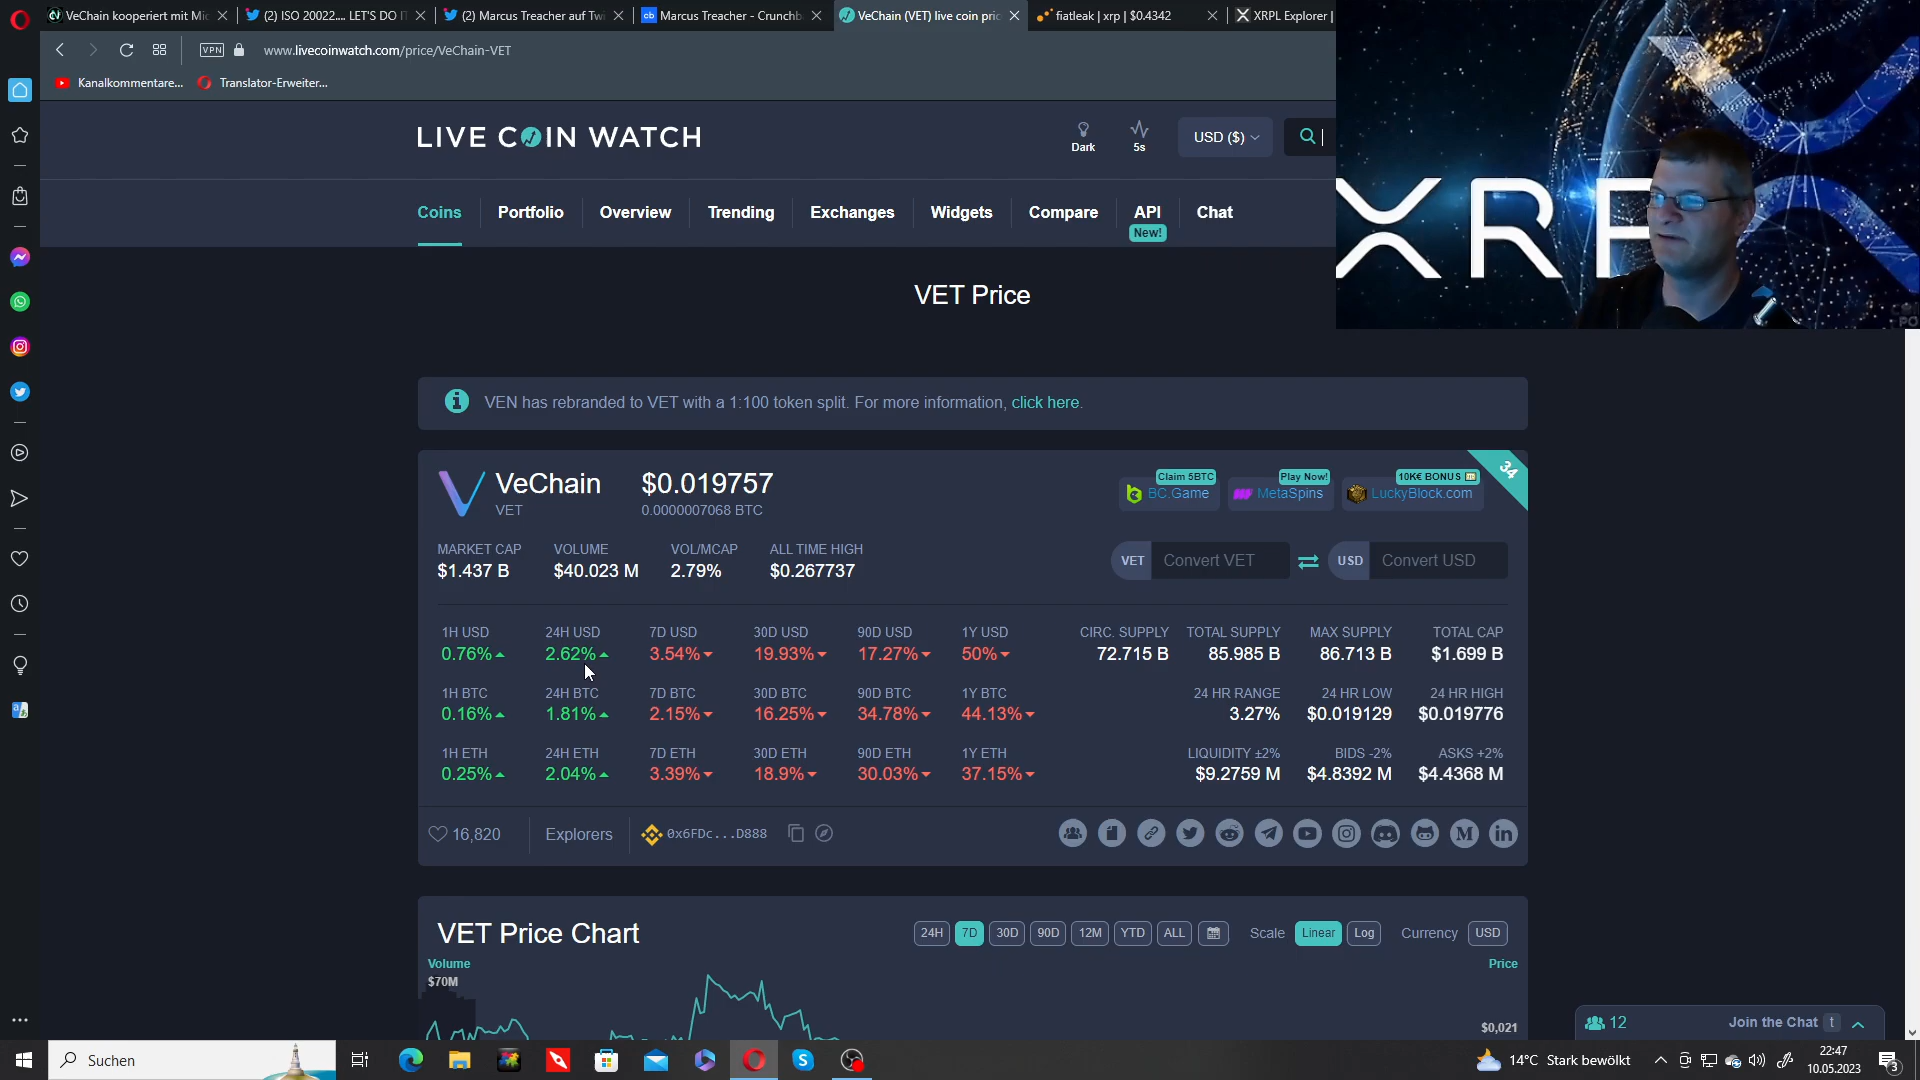 VeChain kooperiert mit Mic
(2) ISO 20022.... LET'S DO IT
(2) Marcus Treacher auf Twi
Marcus Treacher - Crunchb
VeChain (VET) live coin pric
fiatleak | xrp | $0.4342
XRPL Explorer |
VPN
www.livecoinwatch.com/price/VeChain-VET
Kanalkommentare...
Translator-Erweiter...
LIVE COIN WATCH
Dark
5s
USD ($)
Coins
Portfolio
Overview
Trending
Exchanges
Widgets
Compare
API
New!
Chat
XRP
VET Price
VEN has rebranded to VET with a 1:100 token split. For more information, click here.
VeChain
VET
$0.019757
0.0000007068 BTC
Claim 5BTC
BC.Game
Play Now!
MetaSpins
10K€ BONUS
LuckyBlock.com
34
MARKET CAP
$1.437 B
VOLUME
$40.023 M
VOL/MCAP
2.79%
ALL TIME HIGH
$0.267737
VET
Convert VET
USD
Convert USD
1H USD 24H USD 7D USD 30D USD 90D USD 1Y USD CIRC. SUPPLY TOTAL SUPPLY MAX SUPPLY TOTAL CAP
0.76% 2.62% 3.54% 19.93% 17.27% 50% 72.715 B 85.985 B 86.713 B $1.699 B
1H BTC 24H BTC 7D BTC 30D BTC 90D BTC 1Y BTC 24 HR RANGE 24 HR LOW 24 HR HIGH
0.16% 1.81% 2.15% 16.25% 34.78% 44.13% 3.27% $0.019129 $0.019776
1H ETH 24H ETH 7D ETH 30D ETH 90D ETH 1Y ETH LIQUIDITY ±2% BIDS -2% ASKS +2%
0.25% 2.04% 3.39% 18.9% 30.03% 37.15% $9.2759 M $4.8392 M $4.4368 M
16,820
Explorers
0x6FDc...D888
VET Price Chart
24H
7D
30D
90D
12M
YTD
ALL
Scale
Linear
Log
Currency
USD
Volume
$70M
Price
$0,021
12
Join the Chat
t
Suchen
14°C Stark bewölkt
22:47
10.05.2023
3